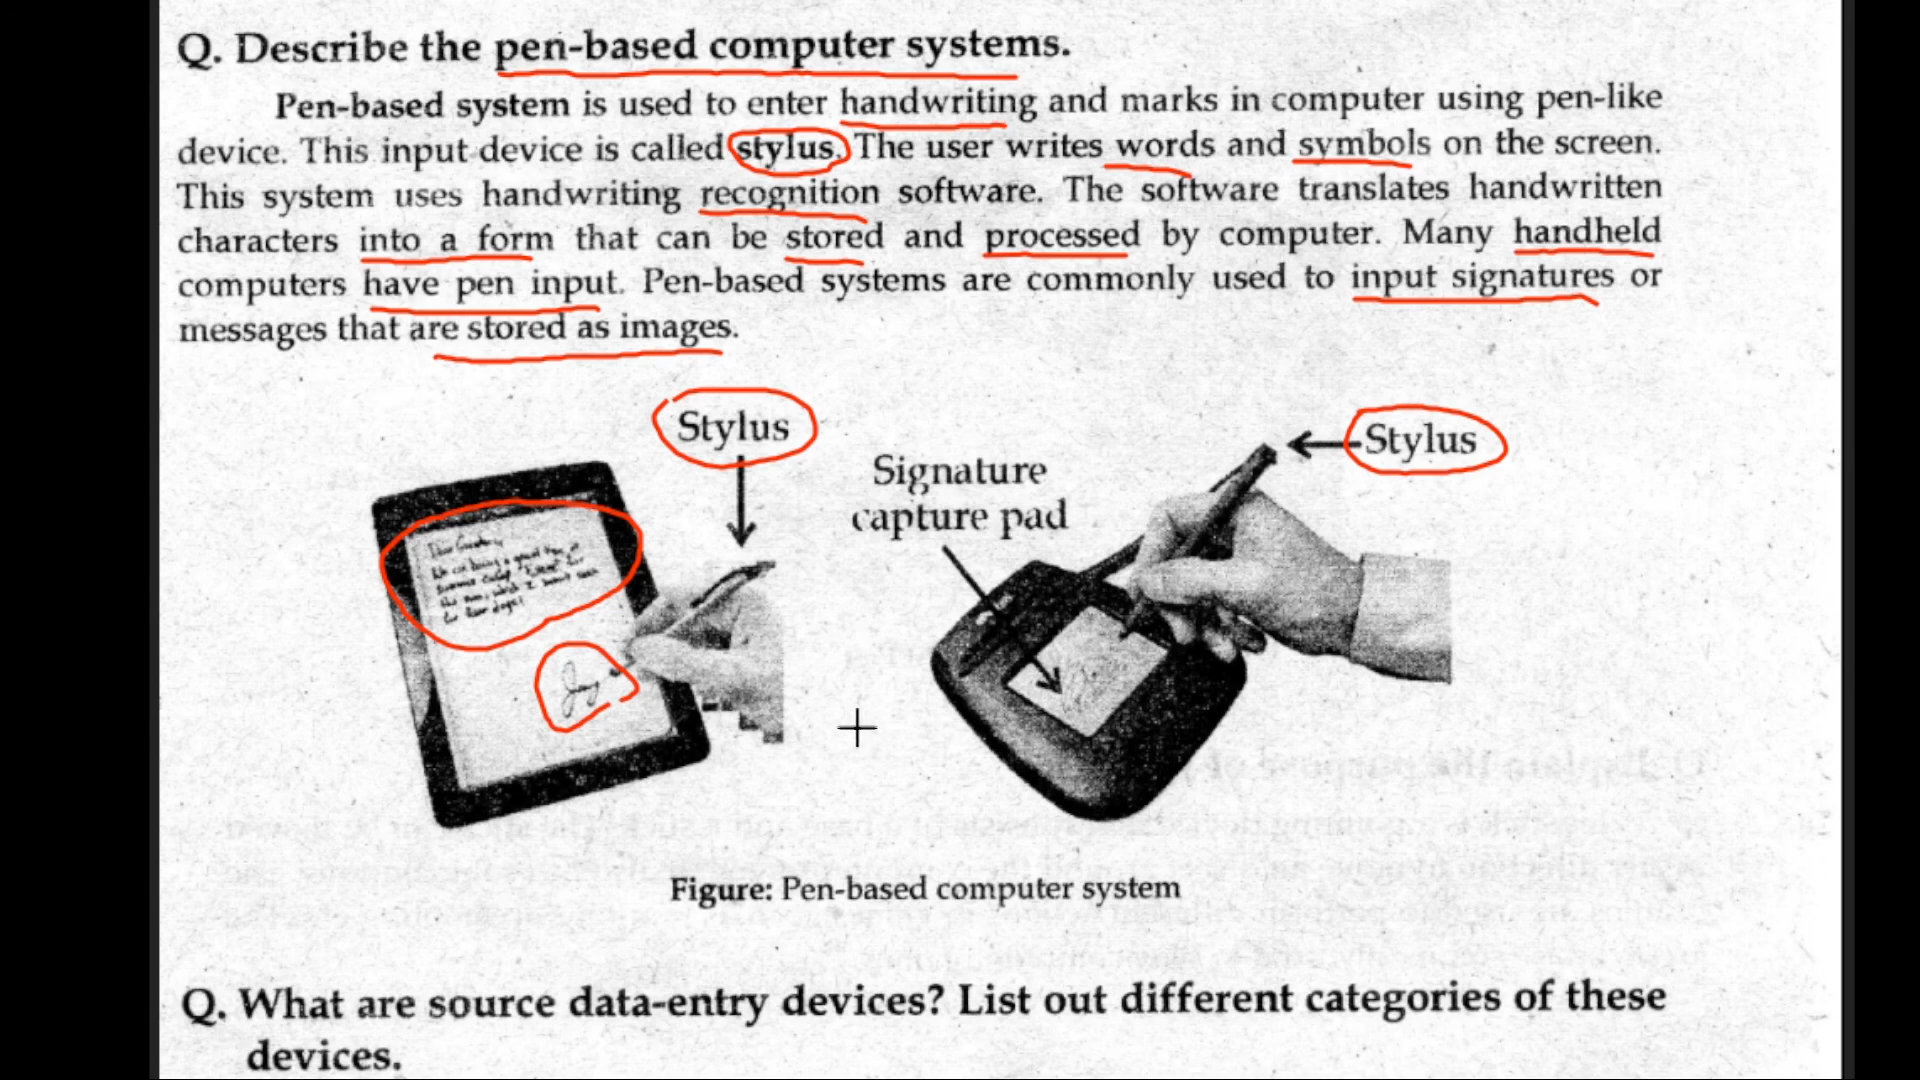 Q. Describe the pen-based computer systems.
Pen-based system is used to enter handwriting and marks in computer using pen-like
device. This input device is called stylus. The user writes words and symbols on the screen.
This system uses handwriting recognition software. The software translates handwritten
characters into a form that can be stored and processed by computer. Many handheld
computers have pen input. Pen-based systems are commonly used to input signatures or
messages that are stored as images.
Stylus
Stylus
Signature
capture pad
Figure: Pen-based computer system
Q. What are source data-entry devices? List out different categories of these
devices.